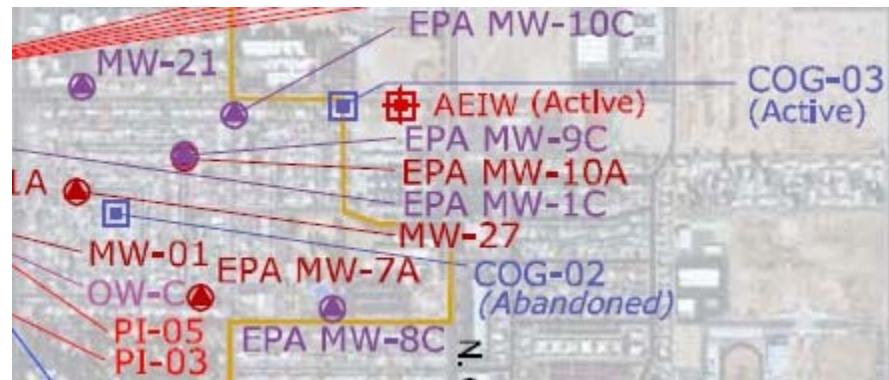 EPA MW-10C
MW-21
COG-03
(Active)
AEIW (Active)
EPA MW-9C
EPA MW-10A
1A
EPA MW-1C
MW-27
MW-01
EPA MW-7A
COG-02
(Abandoned)
OW-C
PI-05
EPA MW-8C
PI-03
N.